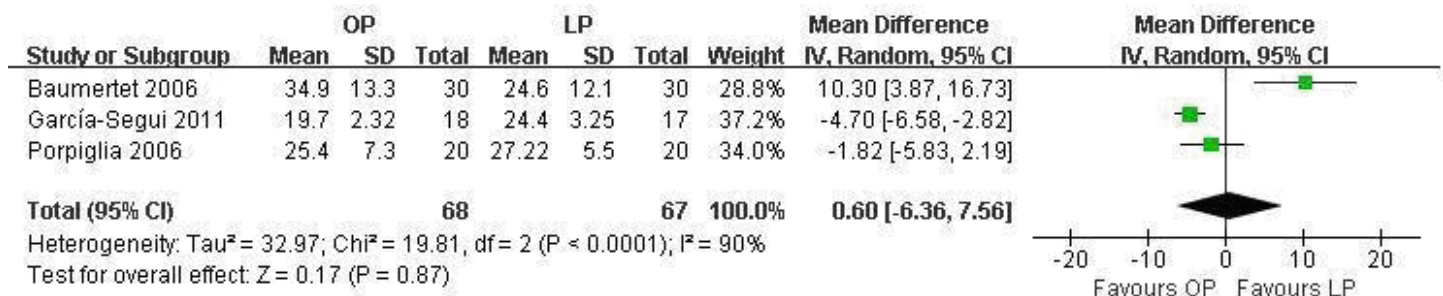 OP LP Mean Difference Mean Difference
Study or Subgroup Mean SD Total Mean SD Total Weight IV, Random, 95% CI IV, Random, 95% CI
Baumertet 2006 34.9 13.3 30 24.6 12.1 30 28.8% 10.30 [3.87, 16.73]
García-Segui 2011 19.7 2.32 18 24.4 3.25 17 37.2% -4.70 [-6.58, -2.82]
Porpiglia 2006 25.4 7.3 20 27.22 5.5 20 34.0% -1.82 [-5.83, 2.19]
Total (95% CI) 68 67 100.0% 0.60 [-6.36, 7.56]
Heterogeneity: Tau² = 32.97; Chi² = 19.81, df = 2 (P < 0.0001); I² = 90%
Test for overall effect: Z = 0.17 (P = 0.87)
-20 -10 0 10 20
Favours OP Favours LP